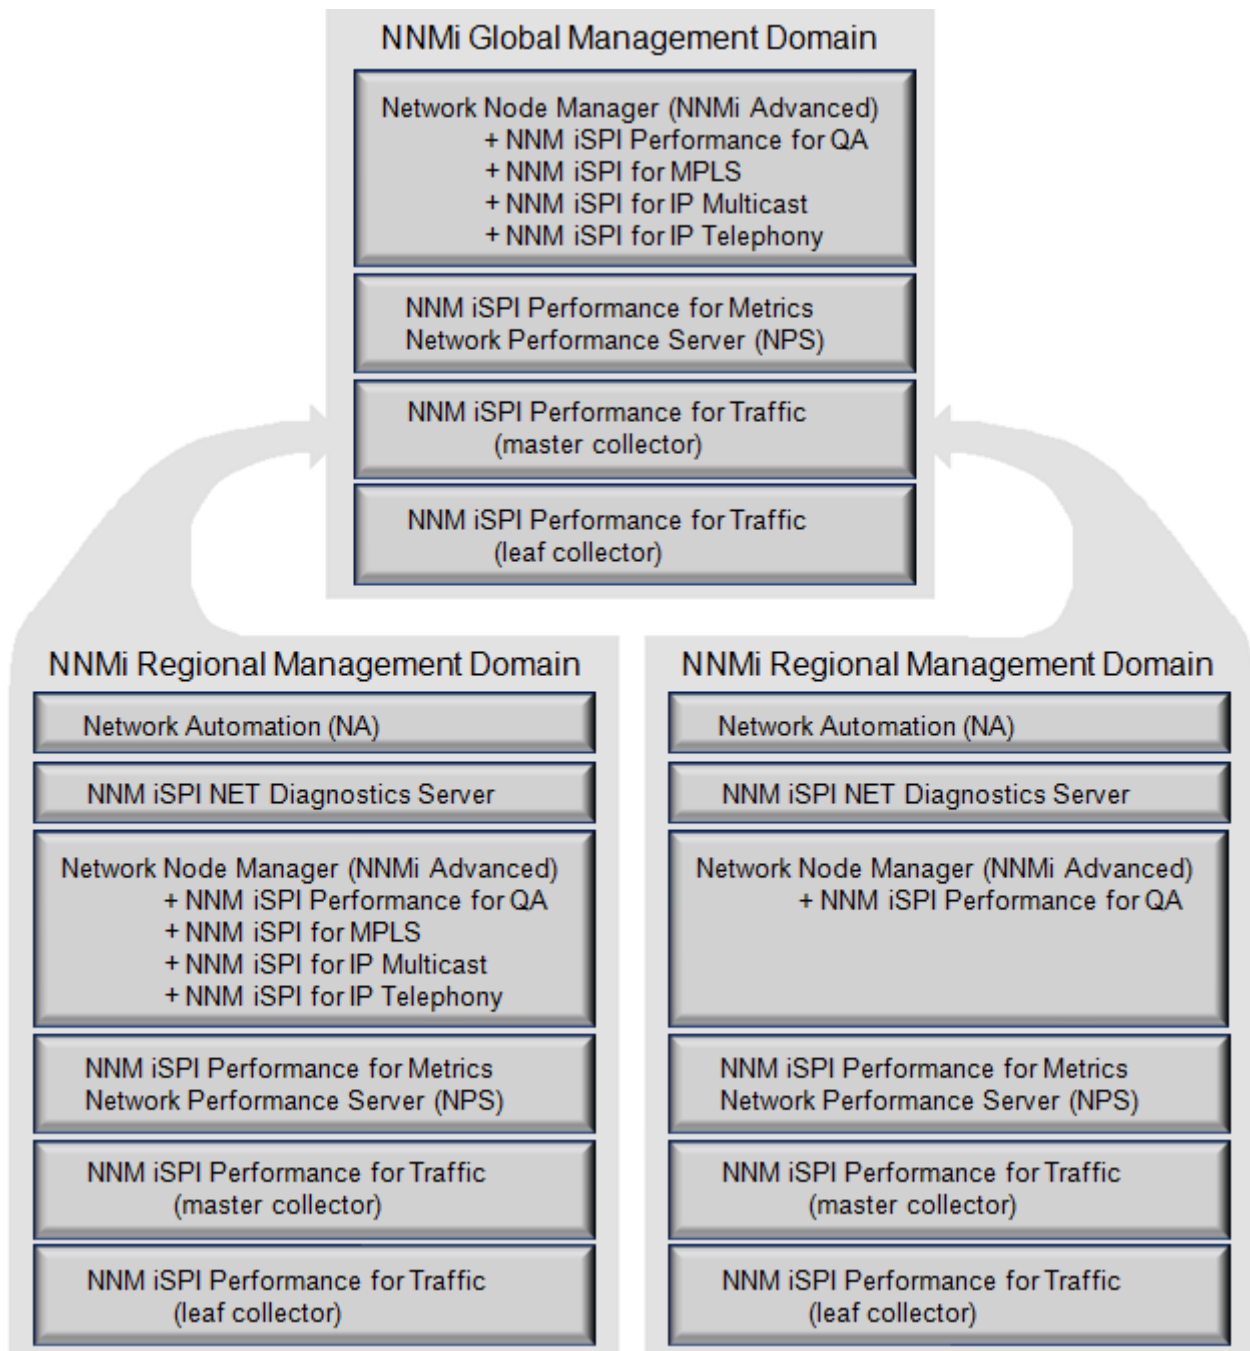 NNMi Global Management Domain
Network Node Manager (NNMi Advanced)
+ NNM iSPI Performance for QA
+ NNM iSPI for MPLS
+ NNM iSPI for IP Multicast
+ NNM iSPI for IP Telephony
NNM iSPI Performance for Metrics
Network Performance Server (NPS)
NNM iSPI Performance for Traffic
(master collector)
NNM iSPI Performance for Traffic
(leaf collector)
NNMi Regional Management Domain
Network Automation (NA)
NNM iSPI NET Diagnostics Server
Network Node Manager (NNMi Advanced)
+ NNM iSPI Performance for QA
+ NNM iSPI for MPLS
+ NNM iSPI for IP Multicast
+ NNM iSPI for IP Telephony
NNM iSPI Performance for Metrics
Network Performance Server (NPS)
NNM iSPI Performance for Traffic
(master collector)
NNM iSPI Performance for Traffic
(leaf collector)
NNMi Regional Management Domain
Network Automation (NA)
NNM iSPI NET Diagnostics Server
Network Node Manager (NNMi Advanced)
+ NNM iSPI Performance for QA
NNM iSPI Performance for Metrics
Network Performance Server (NPS)
NNM iSPI Performance for Traffic
(master collector)
NNM iSPI Performance for Traffic
(leaf collector)